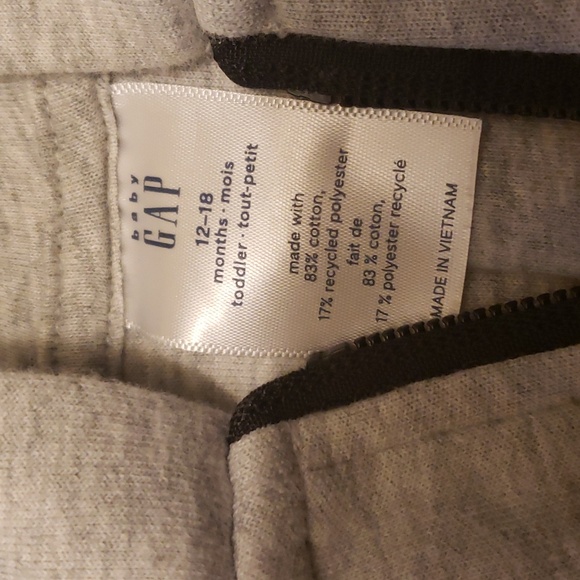 baby
GAP
12–18
months · mois
toddler · tout-petit
made with
83% cotton,
17% recycled polyester
fait de
83 % coton,
17 % polyester recyclé
MADE IN VIETNAM